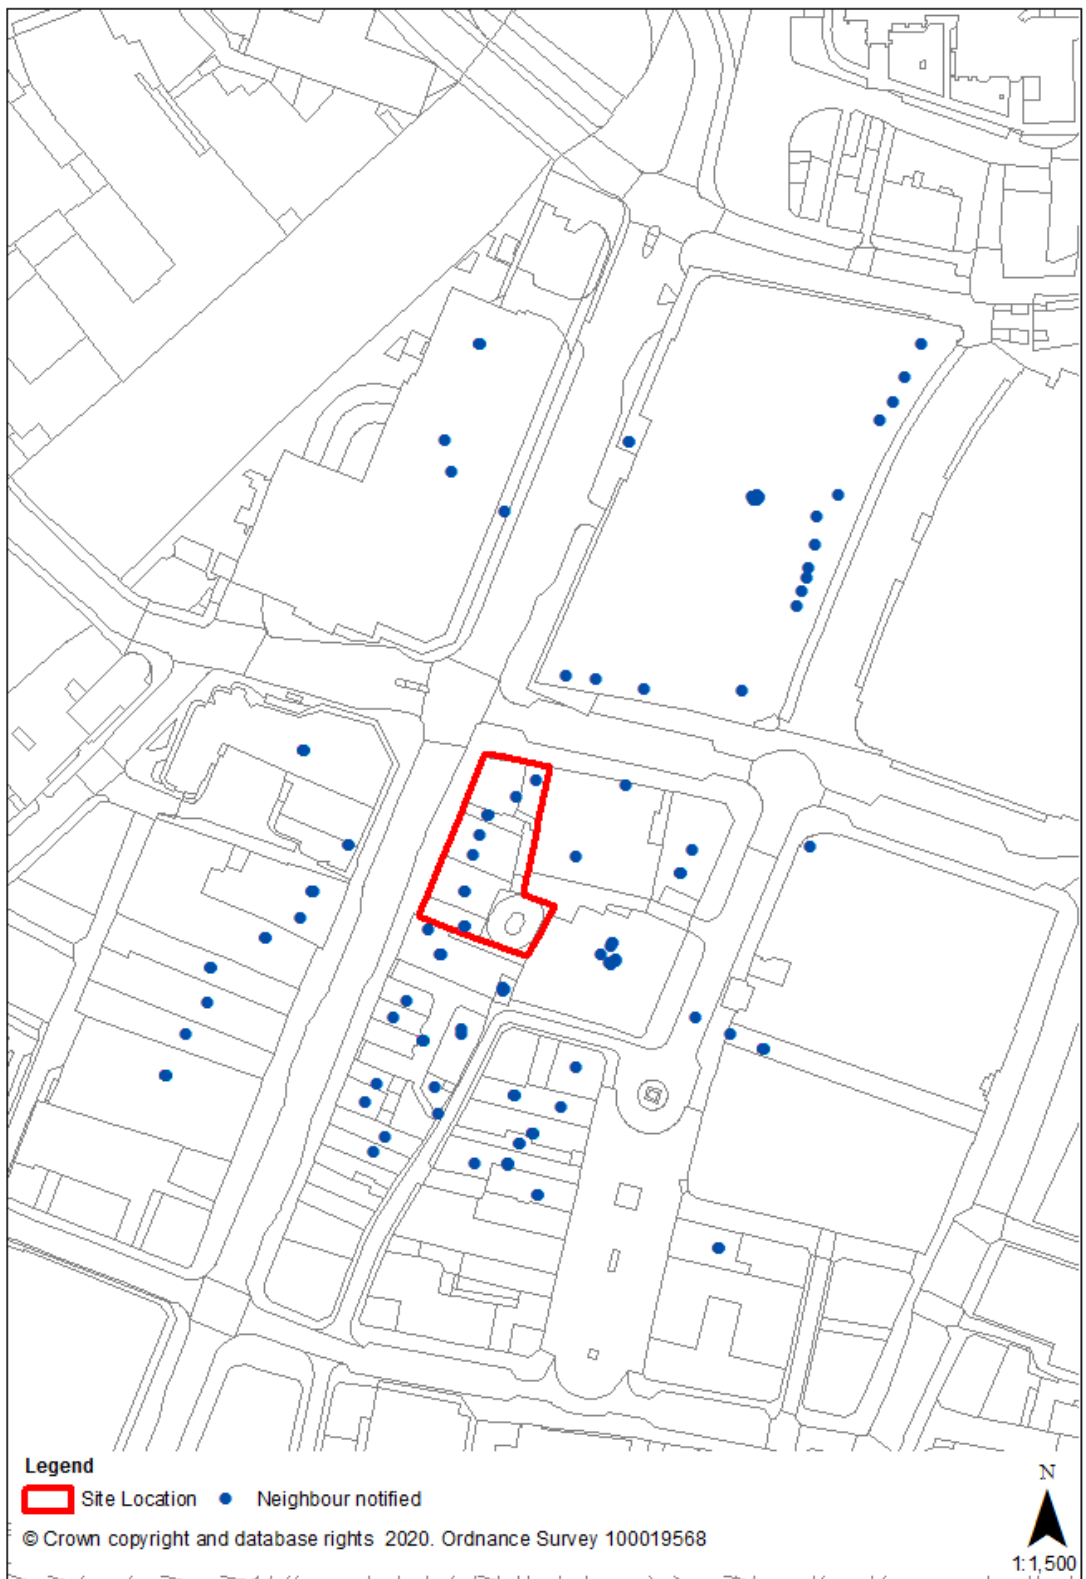 Legend
Site Location Neighbour notified
N
© Crown copyright and database rights 2020. Ordnance Survey 100019568
1:1,500